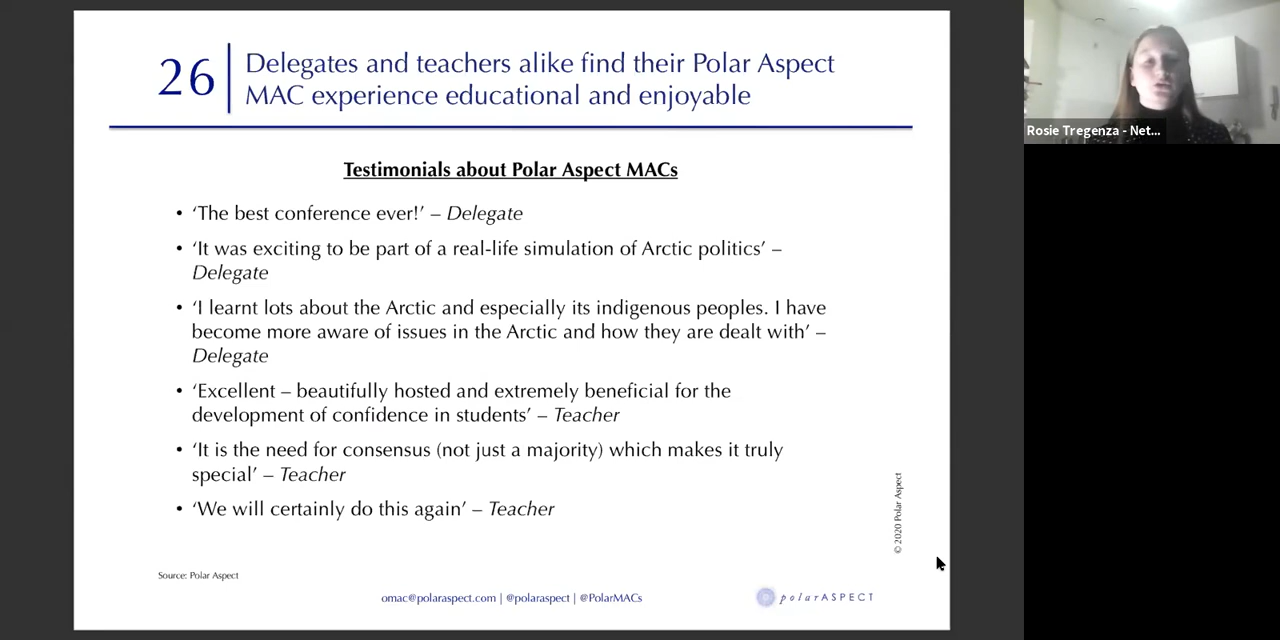 26
Delegates and teachers alike find their Polar Aspect
MAC experience educational and enjoyable
Testimonials about Polar Aspect MACs
• ‘The best conference ever!’ – Delegate
• ‘It was exciting to be part of a real-life simulation of Arctic politics’ –
Delegate
• ‘I learnt lots about the Arctic and especially its indigenous peoples. I have
become more aware of issues in the Arctic and how they are dealt with’ –
Delegate
• ‘Excellent – beautifully hosted and extremely beneficial for the
development of confidence in students’ – Teacher
• ‘It is the need for consensus (not just a majority) which makes it truly
special’ – Teacher
• ‘We will certainly do this again’ – Teacher
© 2020 Polar Aspect
Source: Polar Aspect
omac@polaraspect.com | @polaraspect | @PolarMACs
polarASPECT
Rosie Tregenza - Net...